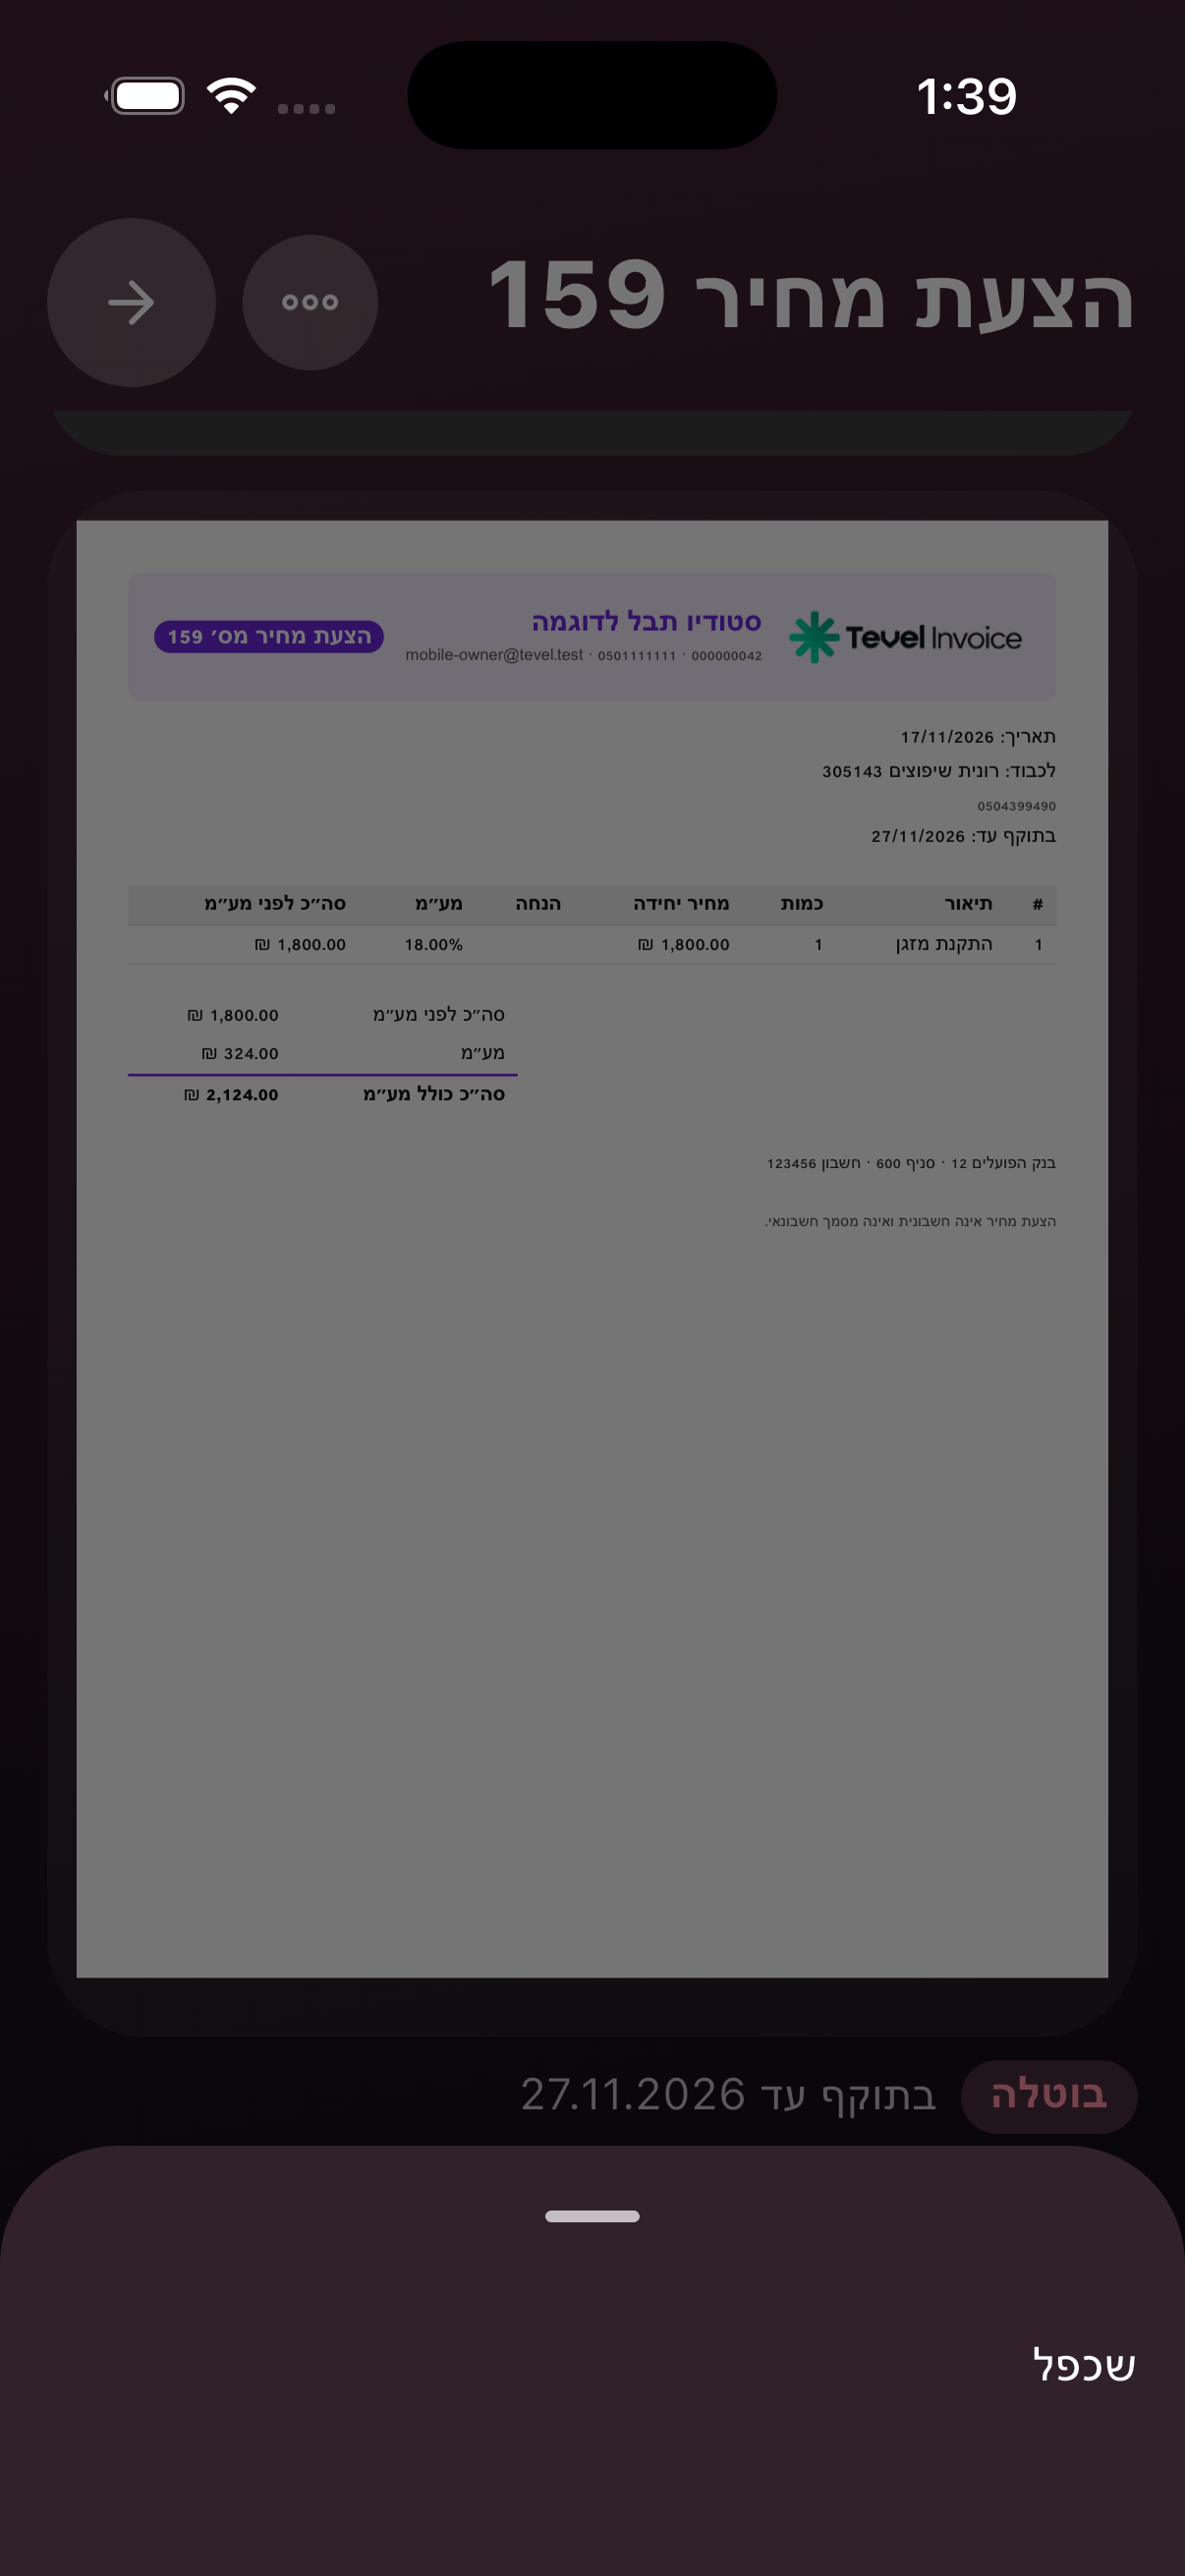 1:39
הצעת מחיר 159
Tevel Invoice
סטודיו תבל לדוגמה
000000042 · 0501111111 · mobile-owner@tevel.test
הצעת מחיר מס׳ 159
תאריך: 17/11/2026
לכבוד: רונית שיפוצים 305143
0504399490
בתוקף עד: 27/11/2026
# תיאור כמות מחיר יחידה הנחה מע״מ סה״כ לפני מע״מ
1 התקנת מזגן 1 1,800.00 ₪ 18.00% 1,800.00 ₪
סה״כ לפני מע״מ 1,800.00 ₪
מע״מ 324.00 ₪
סה״כ כולל מע״מ 2,124.00 ₪
בנק הפועלים 12 · סניף 600 · חשבון 123456
הצעת מחיר אינה חשבונית ואינה מסמך חשבונאי.
בוטלה בתוקף עד 27.11.2026
שכפל